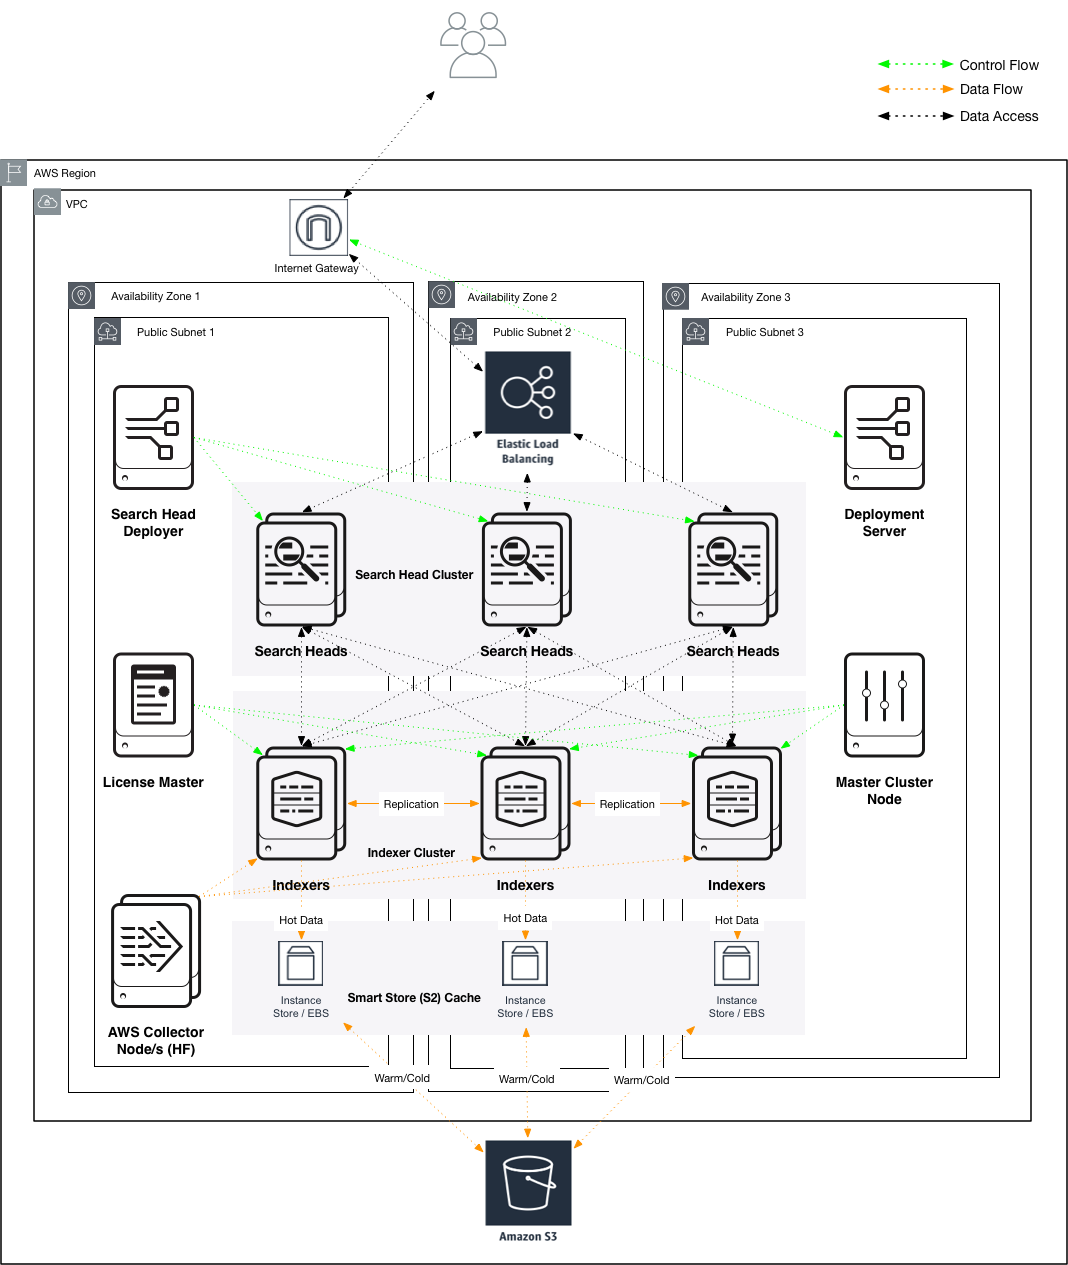 Control Flow
Data Flow
Data Access
AWS Region
VPC
Internet Gateway
Availability Zone 1
Availability Zone 2
Availability Zone 3
Public Subnet 1
Public Subnet 2
Public Subnet 3
Elastic Load
Balancing
Search Head
Deployer
Deployment
Server
Search Head Cluster
Search Heads
Search Heads
Search Heads
License Master
Master Cluster
Node
Replication
Replication
Indexer Cluster
Indexers
Indexers
Indexers
Hot Data
Hot Data
Hot Data
AWS Collector
Node/s (HF)
Smart Store (S2) Cache
Instance
Store / EBS
Instance
Store / EBS
Instance
Store / EBS
Warm/Cold
Warm/Cold
Warm/Cold
Amazon S3